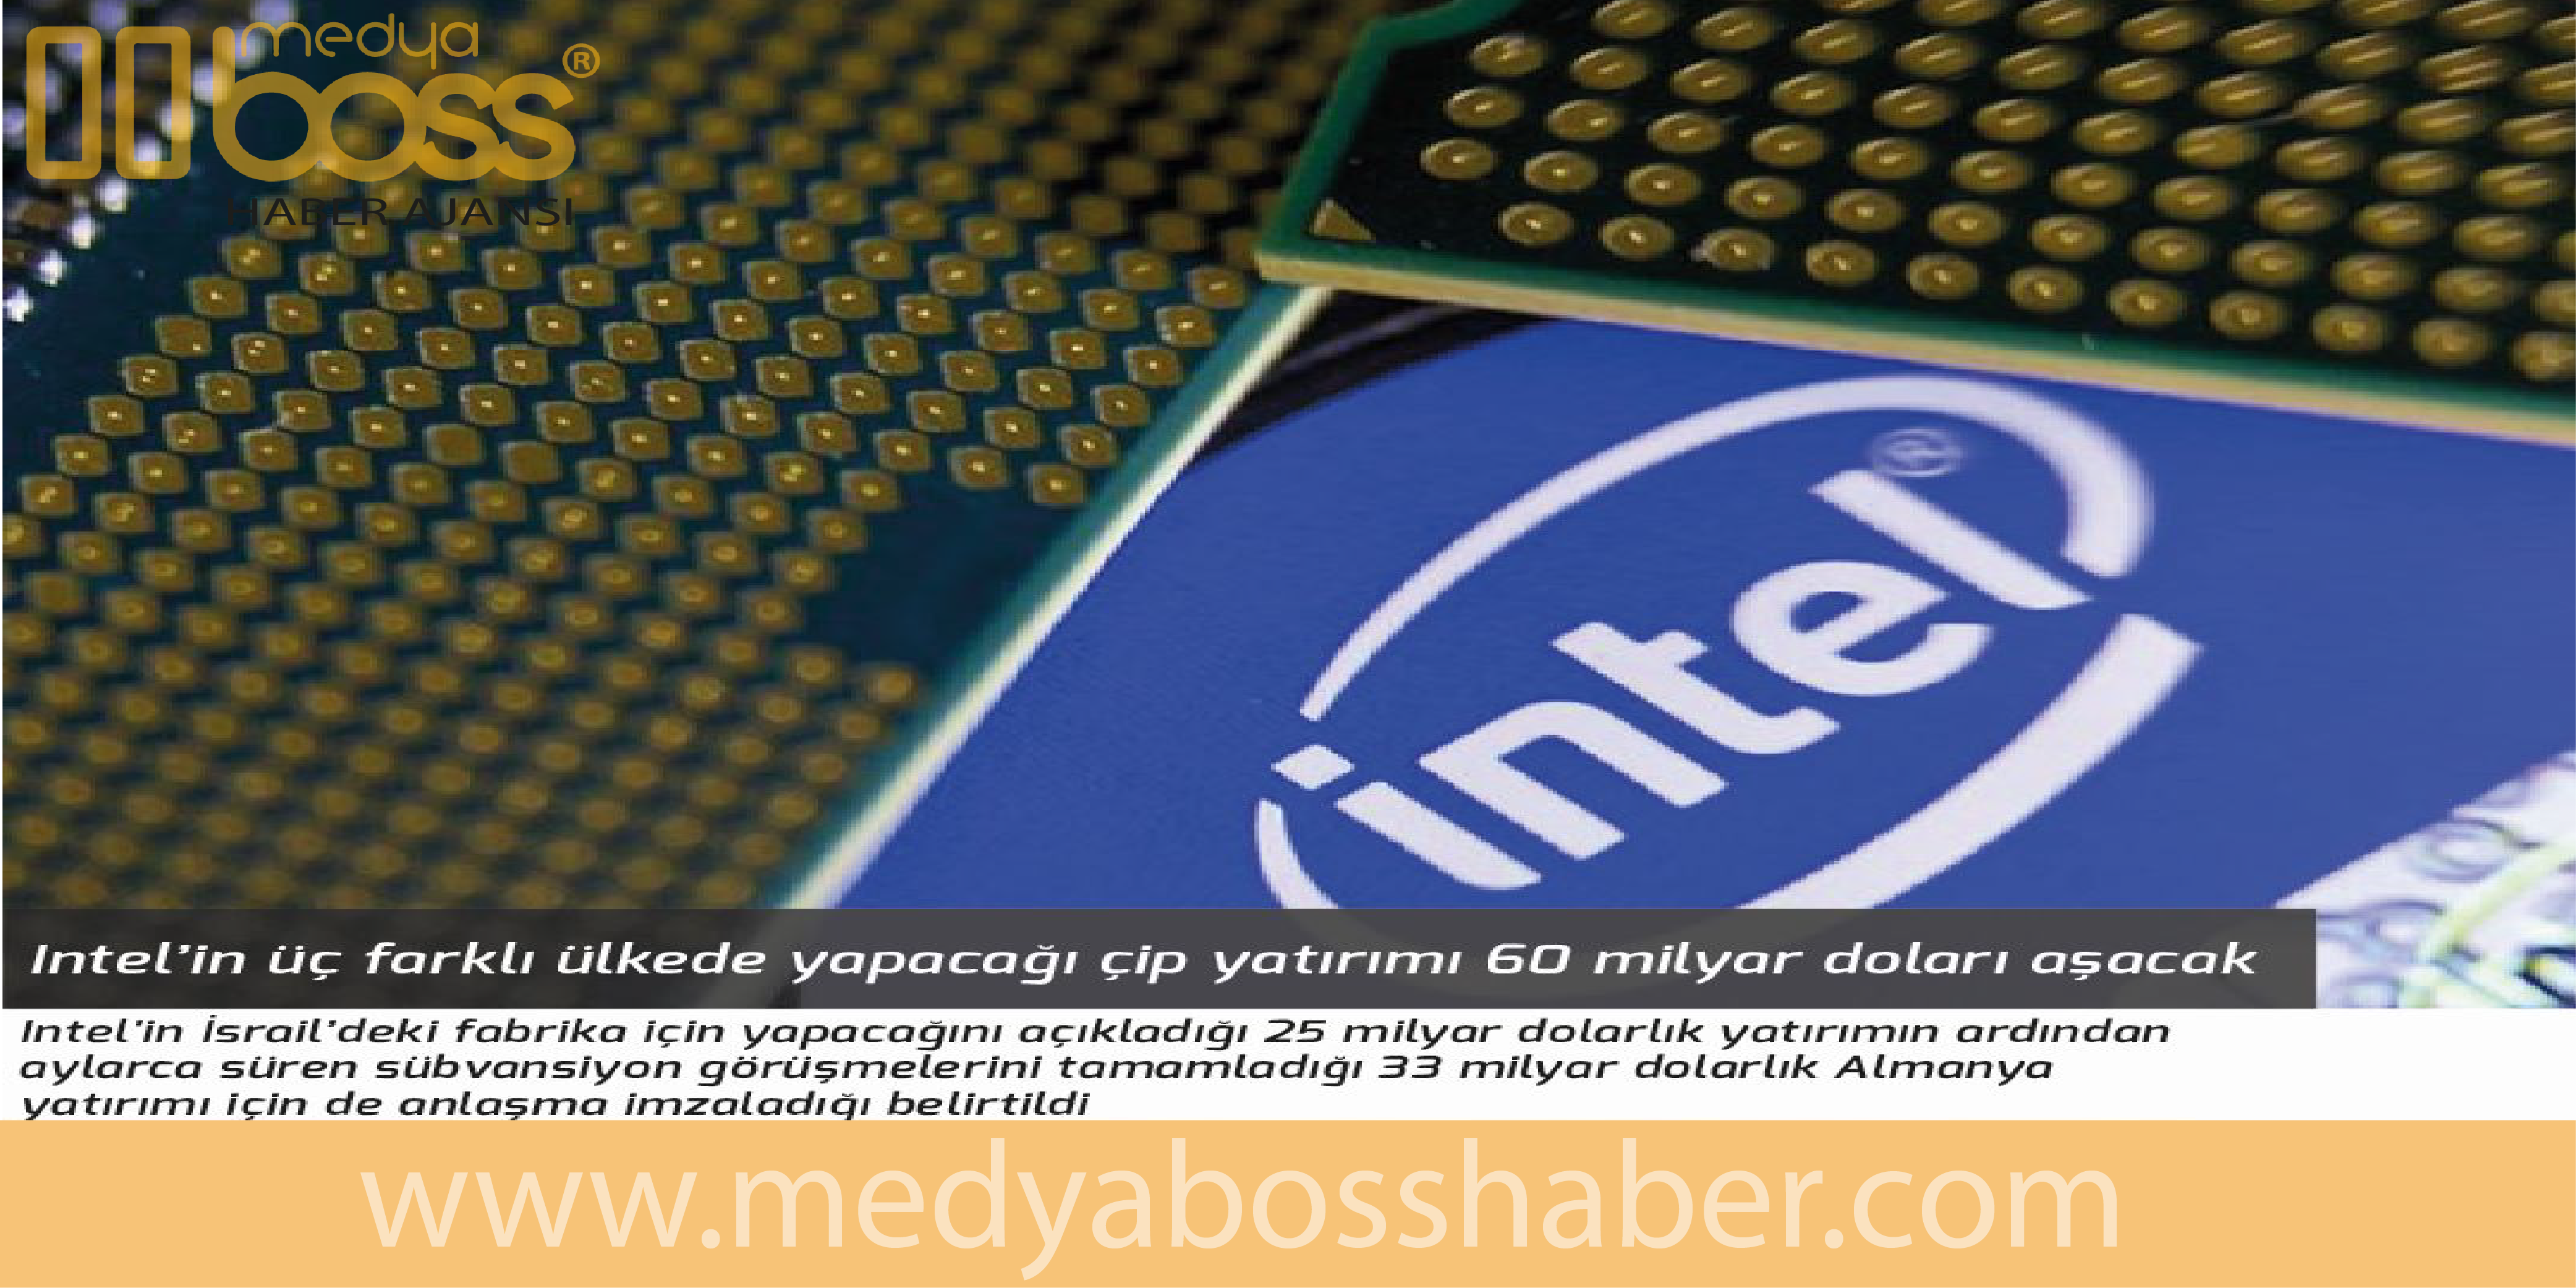 medya
boss®
HABER AJANSI
intel®
Intel’in üç farklı ülkede yapacağı çip yatırımı 60 milyar doları aşacak
Intel’in İsrail’deki fabrika için yapacağını açıkladığı 25 milyar dolarlık yatırımın ardından
aylarca süren sübvansiyon görüşmelerini tamamladığı 33 milyar dolarlık Almanya
yatırımı için de anlaşma imzaladığı belirtildi
www.medyabosshaber.com